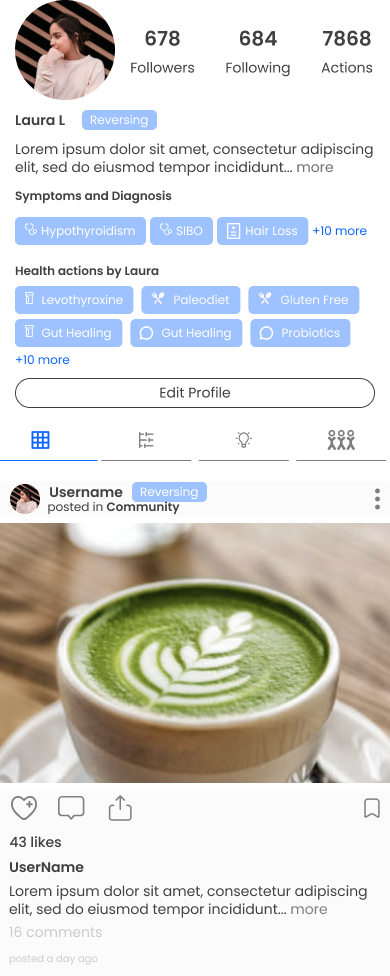 678 684 7868
Followers Following Actions
Laura L Reversing
Lorem ipsum dolor sit amet, consectetur adipiscing
elit, sed do eiusmod tempor incididunt... more
Symptoms and Diagnosis
Hypothyroidism SIBO Hair Loss +10 more
Health actions by Laura
Levothyroxine Paleodiet Gluten Free
Gut Healing Gut Healing Probiotics
+10 more
Edit Profile
Username Reversing
posted in Community
43 likes
UserName
Lorem ipsum dolor sit amet, consectetur adipiscing
elit, sed do eiusmod tempor incididunt... more
16 comments
posted a day ago